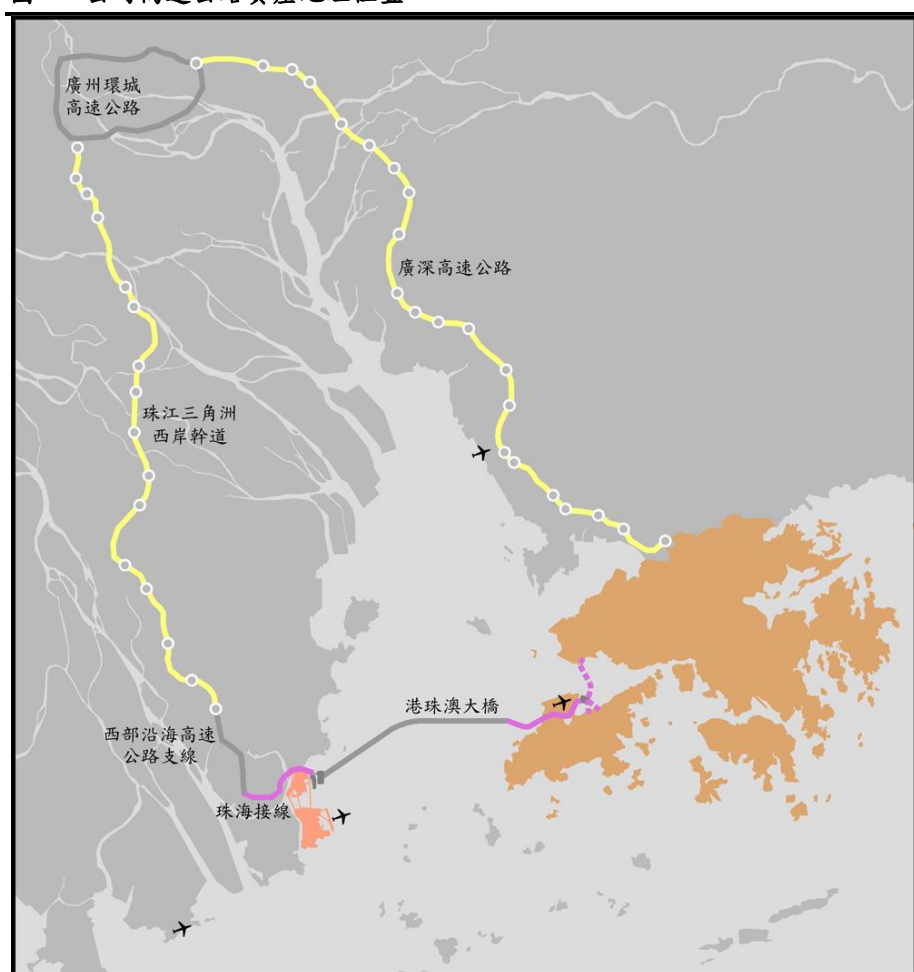 廣州環城
高速公路
廣深高速公路
珠江三角洲
西岸幹道
港珠澳大橋
西部沿海高速
公路支線
珠海接線